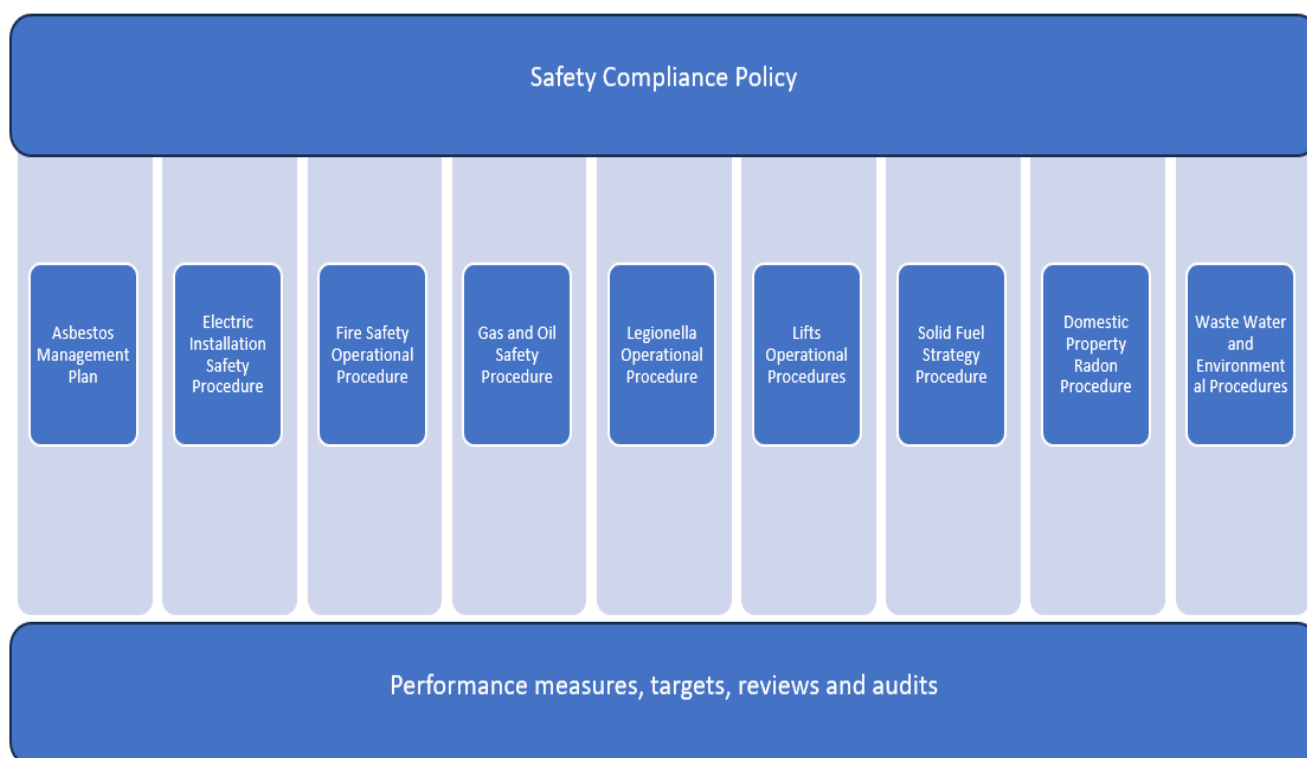 Safety Compliance Policy
Asbestos
Management
Plan
Electric
Installation
Safety
Procedure
Fire Safety
Operational
Procedure
Gas and Oil
Safety
Procedure
Legionella
Operational
Procedure
Lifts
Operational
Procedures
Solid Fuel
Strategy
Procedure
Domestic
Property
Radon
Procedure
Waste Water
and
Environment
al Procedures
Performance measures, targets, reviews and audits